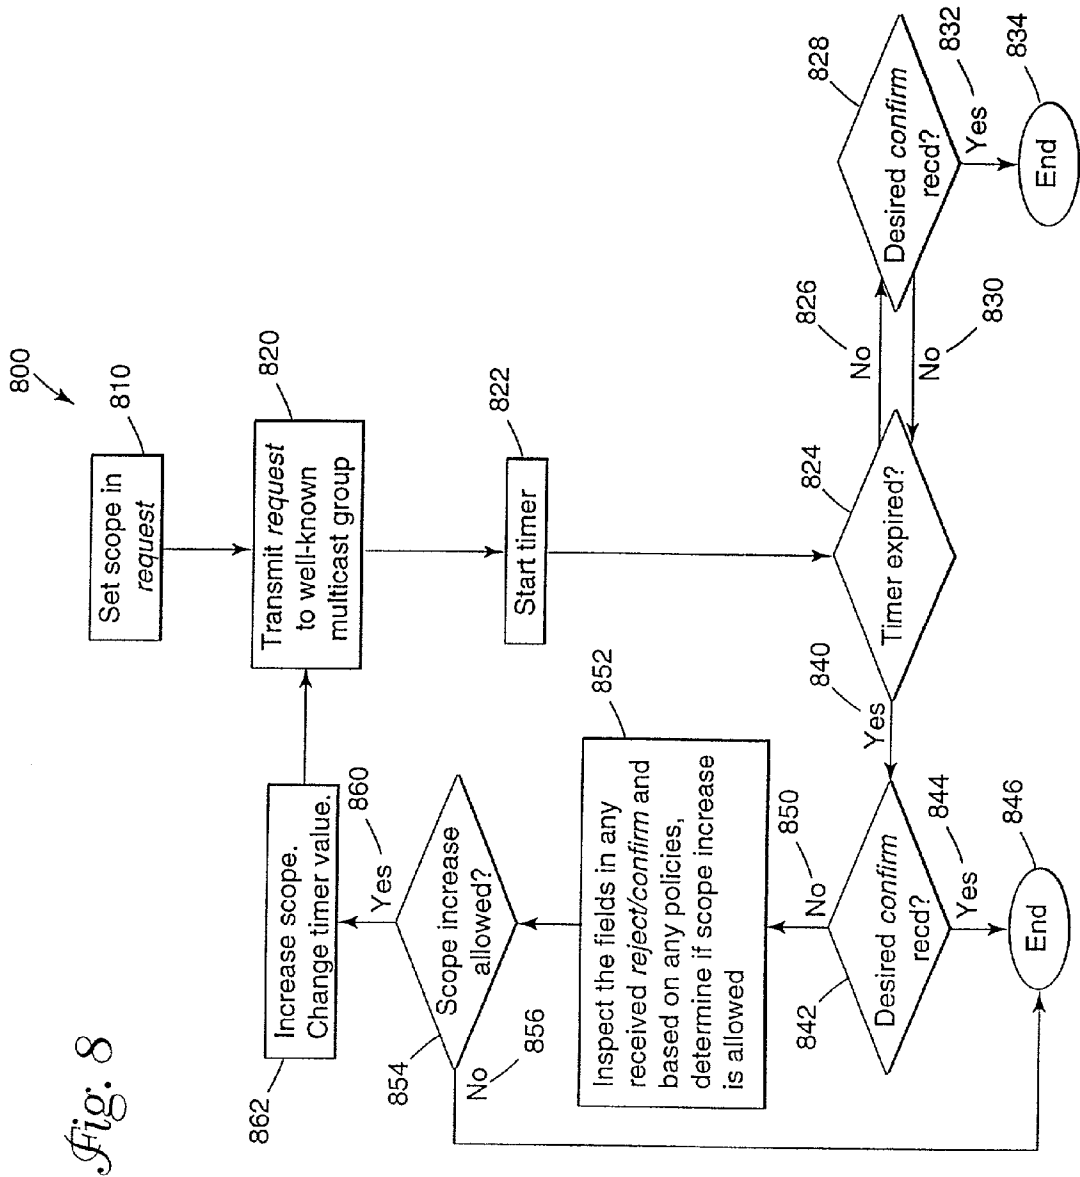 Fig. 8
800
810
Set scope in
request
820
Transmit request
to well-known
multicast group
822
Start timer
824
Timer expired?
No
826
828
Desired confirm
recd?
No
830
Yes
832
End
834
Yes
840
842
Desired confirm
recd?
Yes
844
End
846
No
850
852
Inspect the fields in any
received reject/confirm and
based on any policies,
determine if scope increase
is allowed
854
Scope increase
allowed?
No
856
Yes
860
862
Increase scope.
Change timer value.